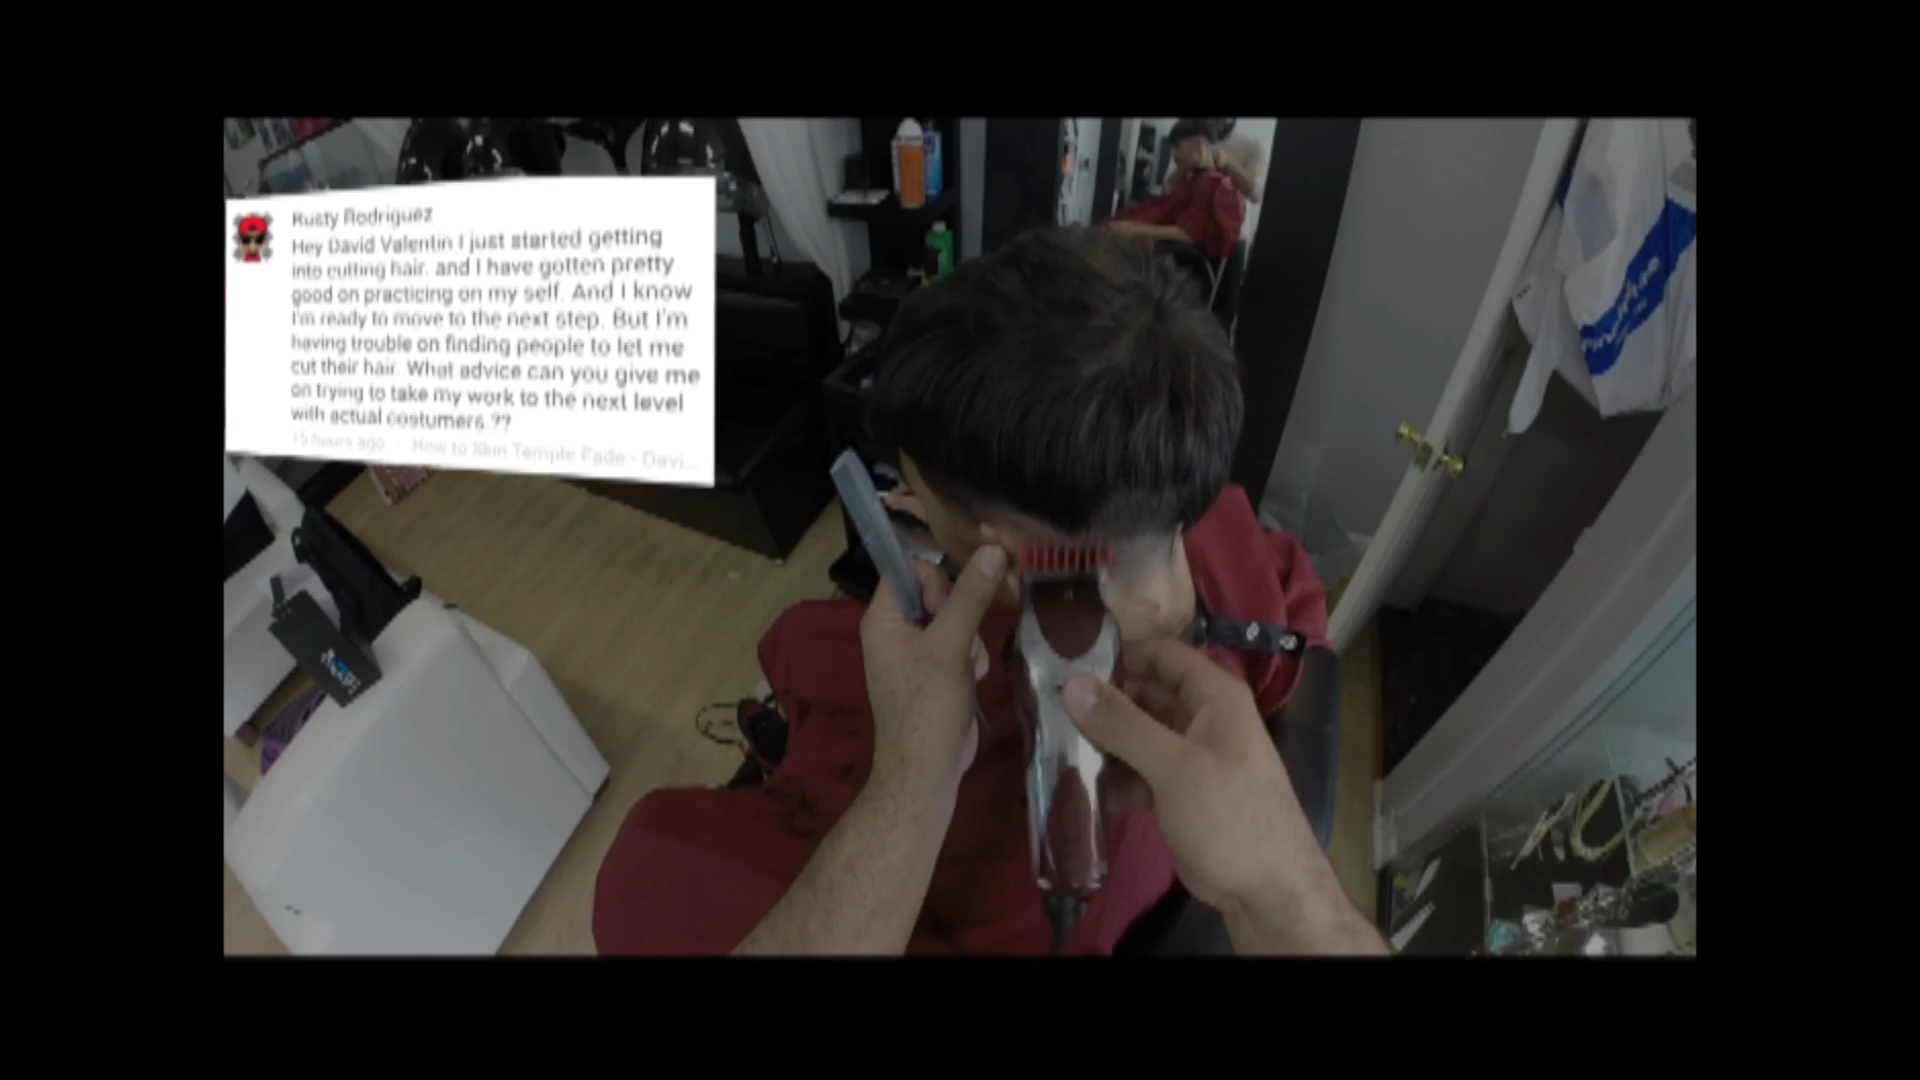 Rusty Rodriguez
Hey David Valentin I just started getting
into cutting hair. and I have gotten pretty
good on practicing on my self. And I know
I'm ready to move to the next step. But I'm
having trouble on finding people to let me
cut their hair. What advice can you give me
on trying to take my work to the next level
with actual costumers ??
15 hours ago · How to Skin Temple Fade - Davi...